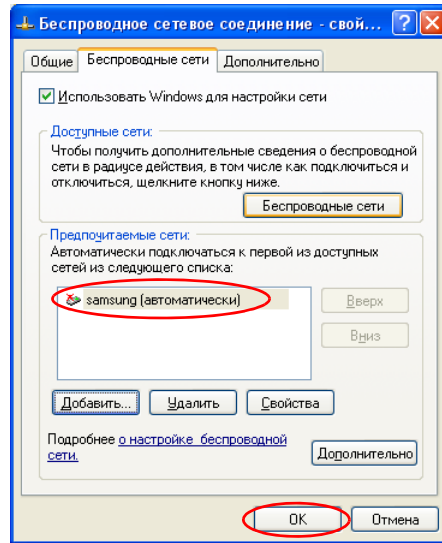 Беспроводное сетевое соединение - свой...
Общие Беспроводные сети Дополнительно
Использовать Windows для настройки сети
Доступные сети:
Чтобы получить дополнительные сведения о беспроводной
сети в радиусе действия, в том числе как подключиться и
отключиться, щелкните кнопку ниже.
Беспроводные сети
Предпочитаемые сети:
Автоматически подключаться к первой из доступных
сетей из следующего списка:
samsung (автоматически)
Вверх
Вниз
Добавить... Удалить Свойства
Подробнее о настройке беспроводной
сети.
Дополнительно
OK Отмена